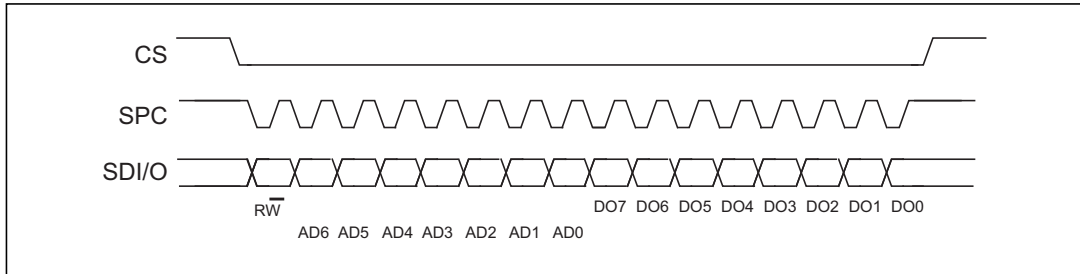 CS
SPC
SDI/O
RW̅
DO7 DO6 DO5 DO4 DO3 DO2 DO1 DO0
AD6 AD5 AD4 AD3 AD2 AD1 AD0